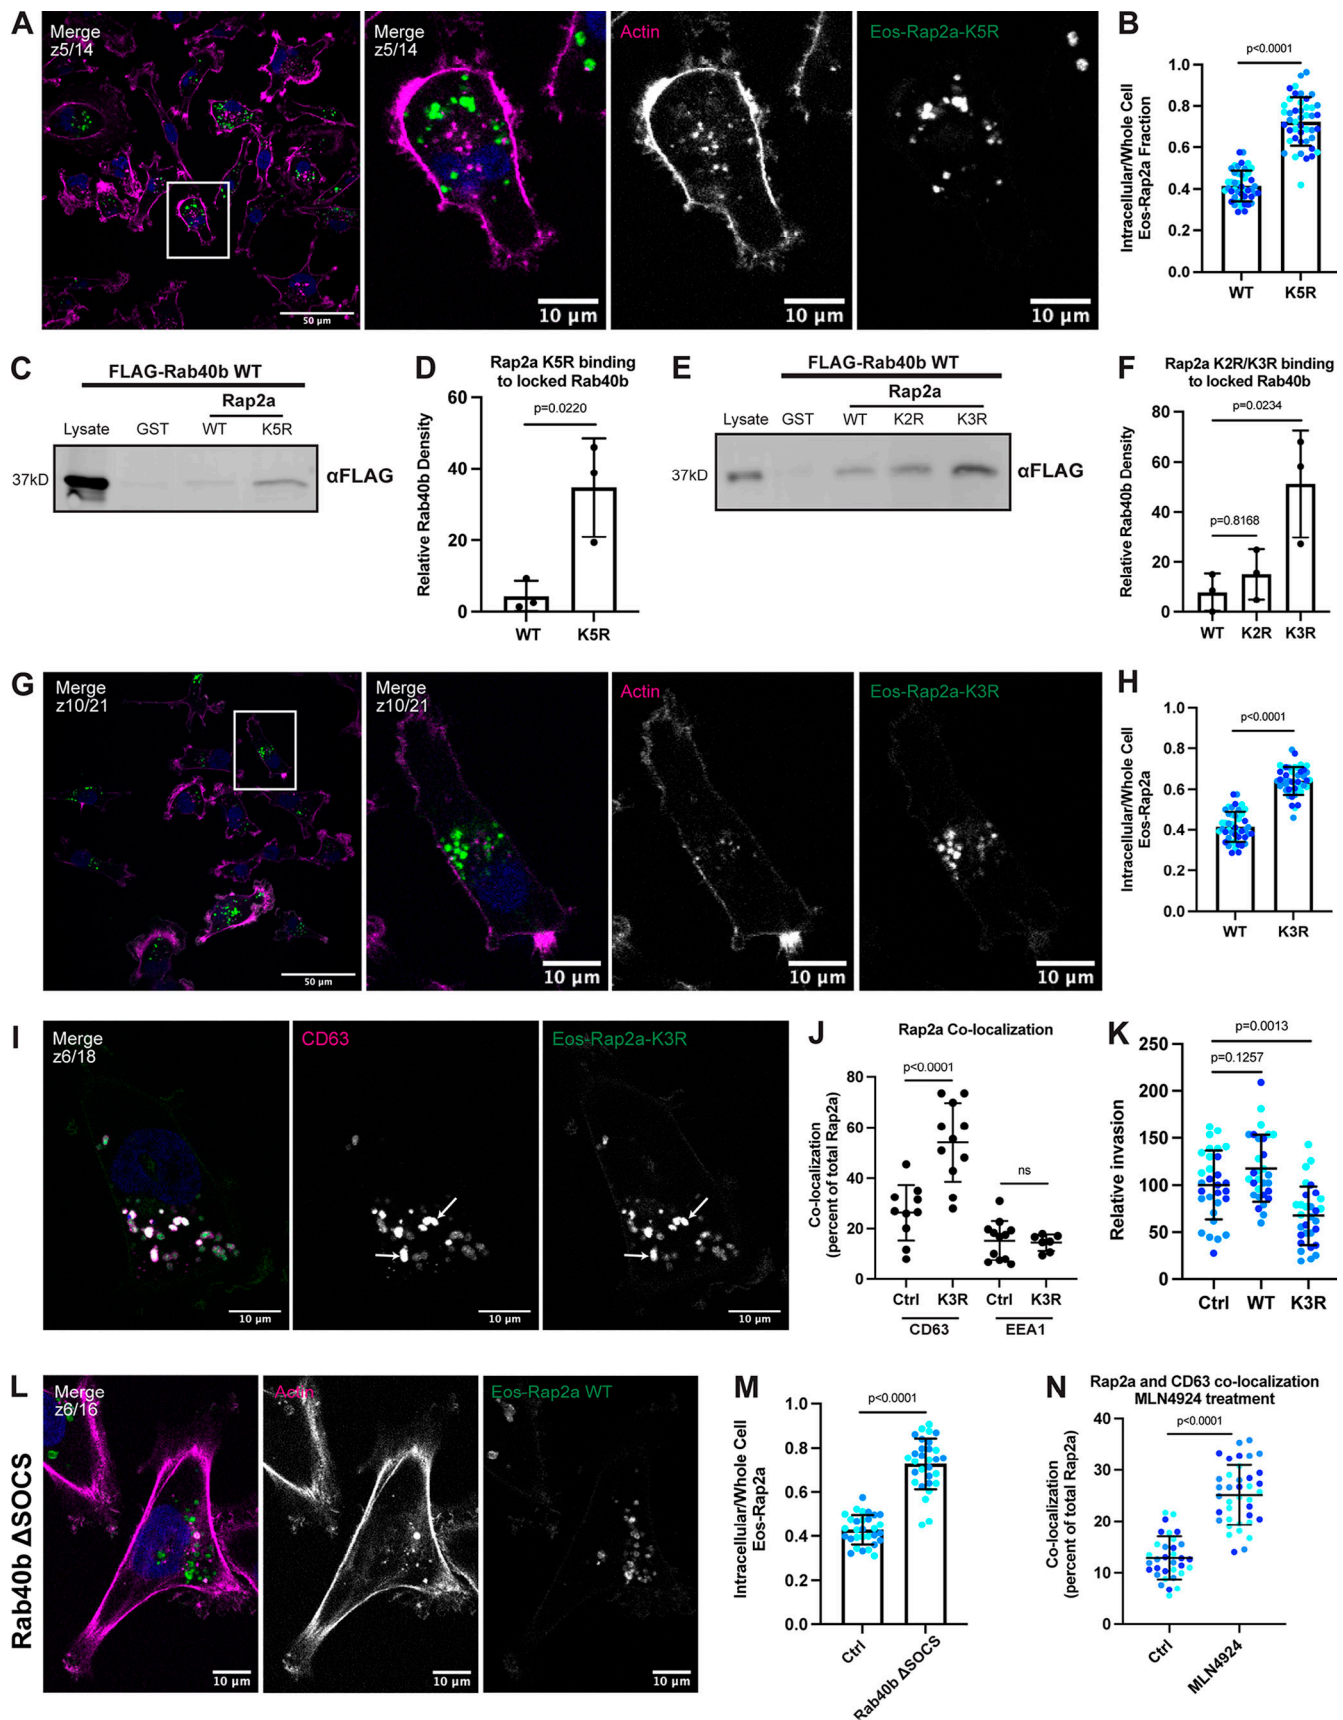 A
Merge
z5/14
50 µm
Merge
z5/14
10 µm
Actin
10 µm
Eos-Rap2a-K5R
10 µm
B
p<0.0001
Intracellular/Whole Cell
Eos-Rap2a Fraction
1.0
0.8
0.6
0.4
0.2
0.0
WT
K5R
C
FLAG-Rab40b WT
Rap2a
Lysate GST WT K5R
37kD
αFLAG
D
Rap2a K5R binding
to locked Rab40b
p=0.0220
Relative Rab40b Density
60
40
20
0
WT
K5R
E
FLAG-Rab40b WT
Rap2a
Lysate GST WT K2R K3R
37kD
αFLAG
F
Rap2a K2R/K3R binding
to locked Rab40b
p=0.0234
p=0.8168
Relative Rab40b Density
80
60
40
20
0
WT K2R K3R
G
Merge
z10/21
50 µm
Merge
z10/21
10 µm
Actin
10 µm
Eos-Rap2a-K3R
10 µm
H
p<0.0001
Intracellular/Whole Cell
Eos-Rap2a
1.0
0.8
0.6
0.4
0.2
0.0
WT
K3R
I
Merge
z6/18
10 µm
CD63
10 µm
Eos-Rap2a-K3R
10 µm
J
Rap2a Co-localization
p<0.0001
ns
Co-localization
(percent of total Rap2a)
80
60
40
20
0
Ctrl K3R Ctrl K3R
CD63 EEA1
K
p=0.0013
p=0.1257
Relative invasion
250
200
150
100
50
0
Ctrl WT K3R
L
Rab40b ΔSOCS
Merge
z6/16
10 µm
Actin
10 µm
Eos-Rap2a WT
10 µm
M
p<0.0001
Intracellular/Whole Cell
Eos-Rap2a
1.0
0.8
0.6
0.4
0.2
0.0
Ctrl
Rab40b ΔSOCS
N
Rap2a and CD63 co-localization
MLN4924 treatment
p<0.0001
Co-localization
(percent of total Rap2a)
40
30
20
10
0
Ctrl
MLN4924